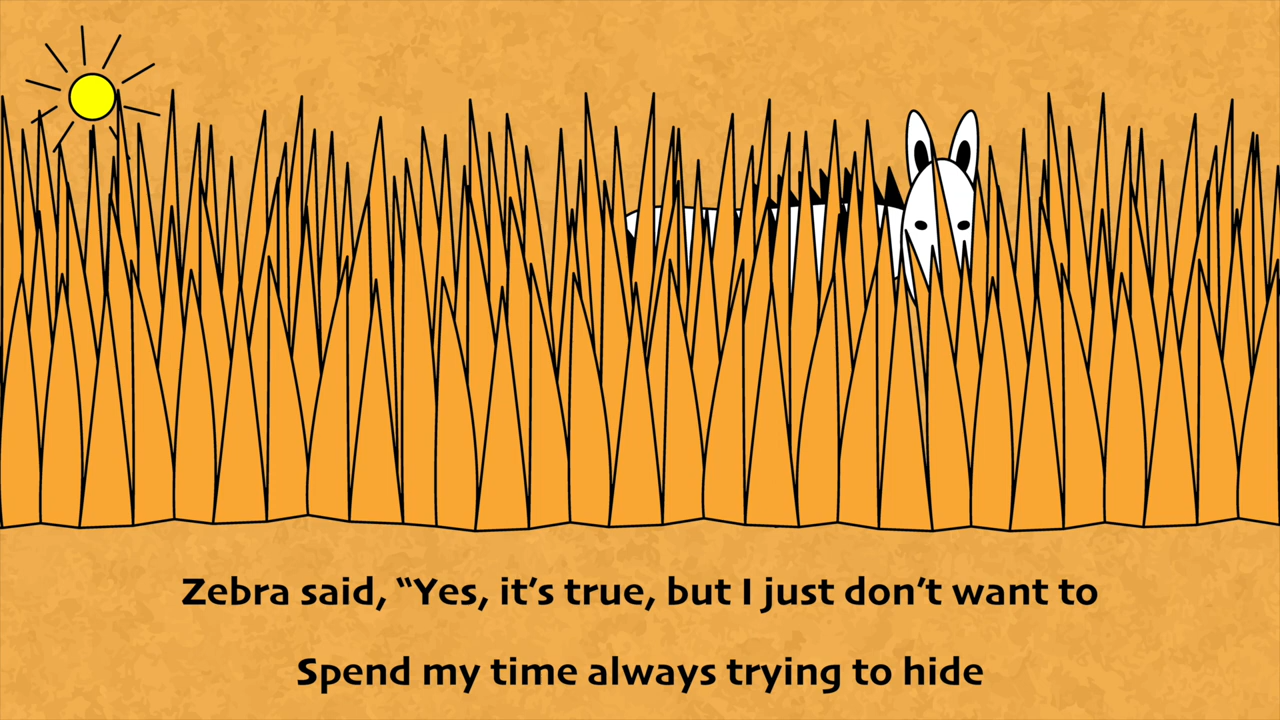 Zebra said, “Yes, it’s true, but I just don’t want to
Spend my time always trying to hide